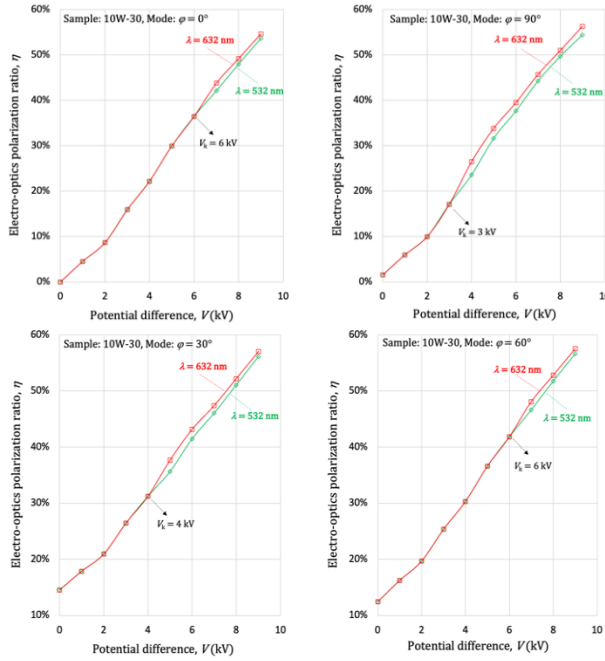 Sample: 10W-30, Mode: φ = 0°
Electro-optics polarization ratio, η
60%
50%
40%
30%
20%
10%
0%
λ = 632 nm
λ = 532 nm
Vk = 6 kV
0 2 4 6 8 10
Potential difference, V(kV)
Sample: 10W-30, Mode: φ = 90°
Electro-optics polarization ratio, η
60%
50%
40%
30%
20%
10%
0%
λ = 632 nm
λ = 532 nm
Vk = 3 kV
0 2 4 6 8 10
Potential difference, V(kV)
Sample: 10W-30, Mode: φ = 30°
Electro-optics polarization ratio, η
60%
50%
40%
30%
20%
10%
λ = 632 nm
λ = 532 nm
Vk = 4 kV
0 2 4 6 8 10
Potential difference, V(kV)
Sample: 10W-30, Mode: φ = 60°
Electro-optics polarization ratio, η
60%
50%
40%
30%
20%
10%
λ = 632 nm
λ = 532 nm
Vk = 6 kV
0 2 4 6 8 10
Potential difference, V(kV)